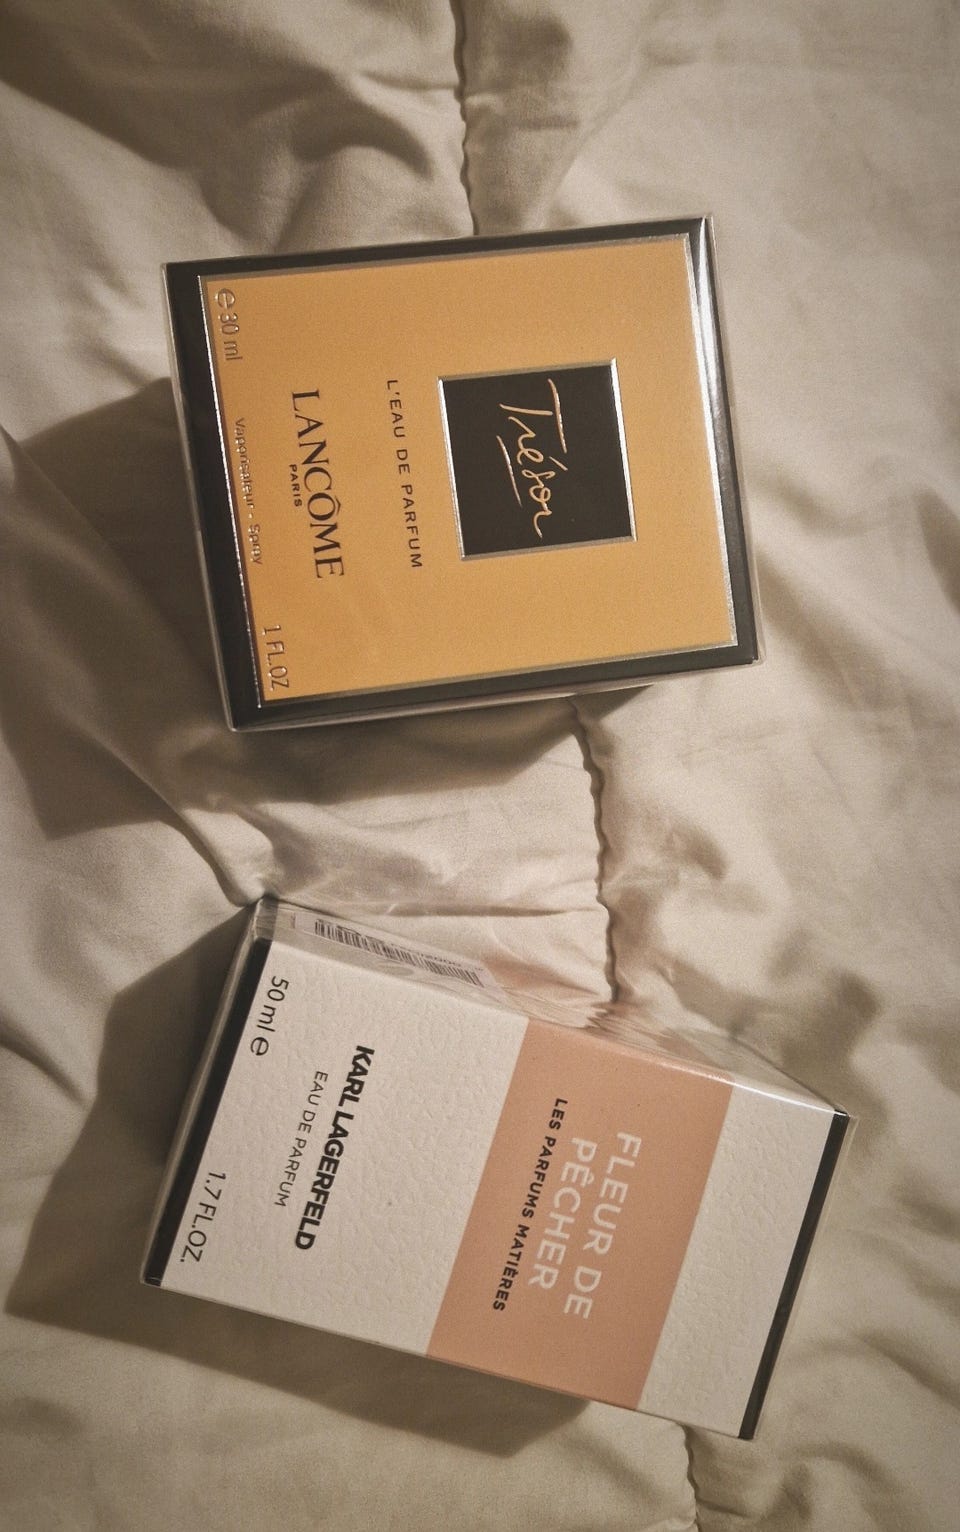 Trésor
L'EAU DE PARFUM
LANCÔME
PARIS
Vaporisateur - Spray
e 30 ml
1 FL.OZ
FLEUR DE
PÊCHER
LES PARFUMS MATIÈRES
KARL LAGERFELD
EAU DE PARFUM
50 ml e
1.7 FL.OZ.